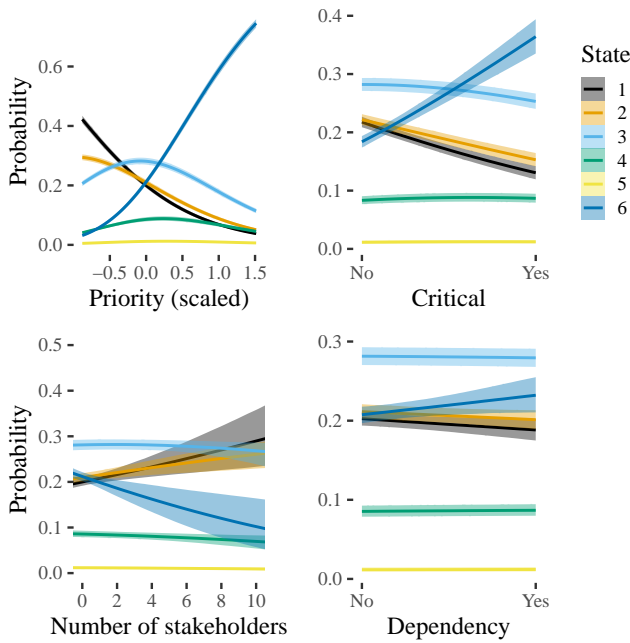 Probability
0.6
0.4
0.2
0.0
−0.5 0.0 0.5 1.0 1.5
Priority (scaled)
0.4
0.3
0.2
0.1
0.0
No Yes
Critical
State
1
2
3
4
5
6
Probability
0.5
0.4
0.3
0.2
0.1
0.0
0 2 4 6 8 10
Number of stakeholders
0.3
0.2
0.1
0.0
No Yes
Dependency